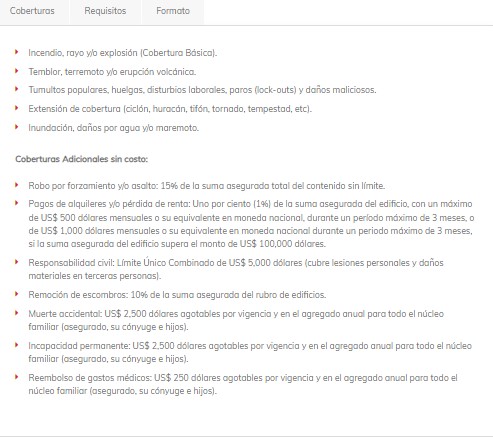 Coberturas Requisitos Formato
Incendio, rayo y/o explosión (Cobertura Básica).
Temblor, terremoto y/o erupción volcánica.
Tumultos populares, huelgas, disturbios laborales, paros (lock-outs) y daños maliciosos.
Extensión de cobertura (ciclón, huracán, tifón, tornado, tempestad, etc).
Inundación, daños por agua y/o maremoto.
Coberturas Adicionales sin costo:
Robo por forzamiento y/o asalto: 15% de la suma asegurada total del contenido sin límite.
Pagos de alquileres y/o pérdida de renta: Uno por ciento (1%) de la suma asegurada del edificio, con un máximo
de US$ 500 dólares mensuales o su equivalente en moneda nacional, durante un período máximo de 3 meses, o
de US$ 1,000 dólares mensuales o su equivalente en moneda nacional durante un periodo máximo de 3 meses,
si la suma asegurada del edificio supera el monto de US$ 100,000 dólares.
Responsabilidad civil: Límite Único Combinado de US$ 5,000 dólares (cubre lesiones personales y daños
materiales en terceras personas).
Remoción de escombros: 10% de la suma asegurada del rubro de edificios.
Muerte accidental: US$ 2,500 dólares agotables por vigencia y en el agregado anual para todo el núcleo
familiar (asegurado, su cónyuge e hijos).
Incapacidad permanente: US$ 2,500 dólares agotables por vigencia y en el agregado anual para todo el núcleo
familiar (asegurado, su cónyuge e hijos).
Reembolso de gastos médicos: US$ 250 dólares agotables por vigencia y en el agregado anual para todo el
núcleo familiar (asegurado, su cónyuge e hijos).